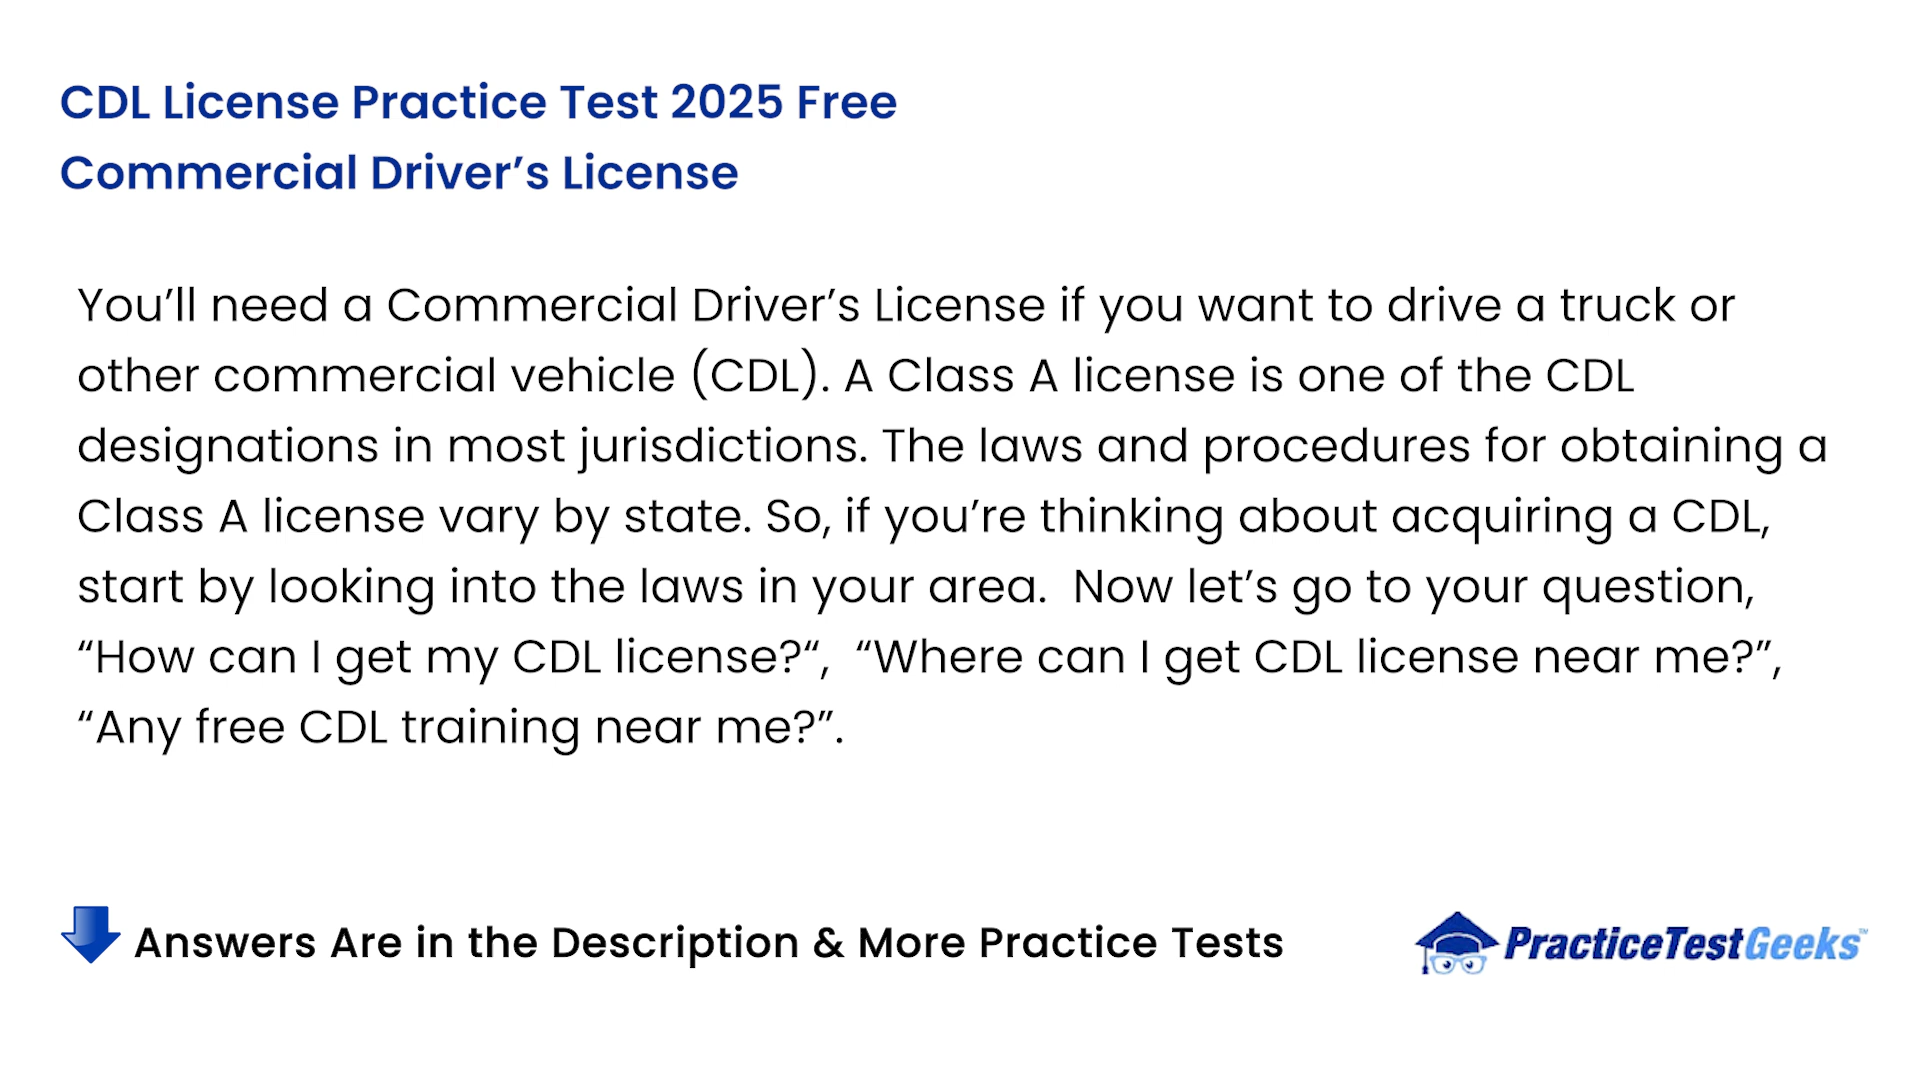 CDL License Practice Test 2025 Free
Commercial Driver’s License
You’ll need a Commercial Driver’s License if you want to drive a truck or
other commercial vehicle (CDL). A Class A license is one of the CDL
designations in most jurisdictions. The laws and procedures for obtaining a
Class A license vary by state. So, if you’re thinking about acquiring a CDL,
start by looking into the laws in your area.  Now let’s go to your question,
“How can I get my CDL license?“,  “Where can I get CDL license near me?”,
“Any free CDL training near me?”.
Answers Are in the Description & More Practice Tests
PracticeTestGeeks™